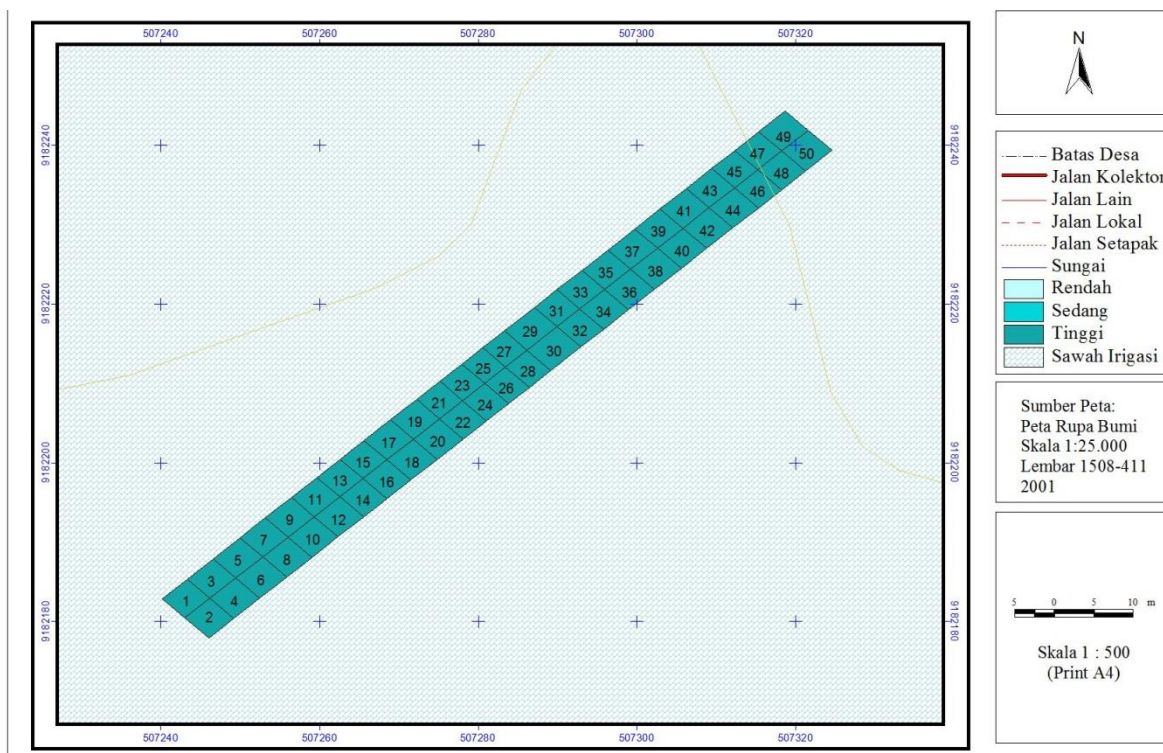 507240 507260 507280 507300 507320
N
9182240 9182240
9182220 9182220
9182200 9182200
9182180 9182180
49
47 50
45 48
43 46
41 44
39 42
37 40
35 38
33 36
31 34
29 32
27 30
25 28
23 26
21 24
19 22
17 20
15 18
13 16
11 14
9 12
7 10
5 8
3 6
1 4
2
507240 507260 507280 507300 507320
Batas Desa
Jalan Kolektor
Jalan Lain
Jalan Lokal
Jalan Setapak
Sungai
Rendah
Sedang
Tinggi
Sawah Irigasi
Sumber Peta:
Peta Rupa Bumi
Skala 1:25.000
Lembar 1508-411
2001
5 0 5 10 m
Skala 1 : 500
(Print A4)